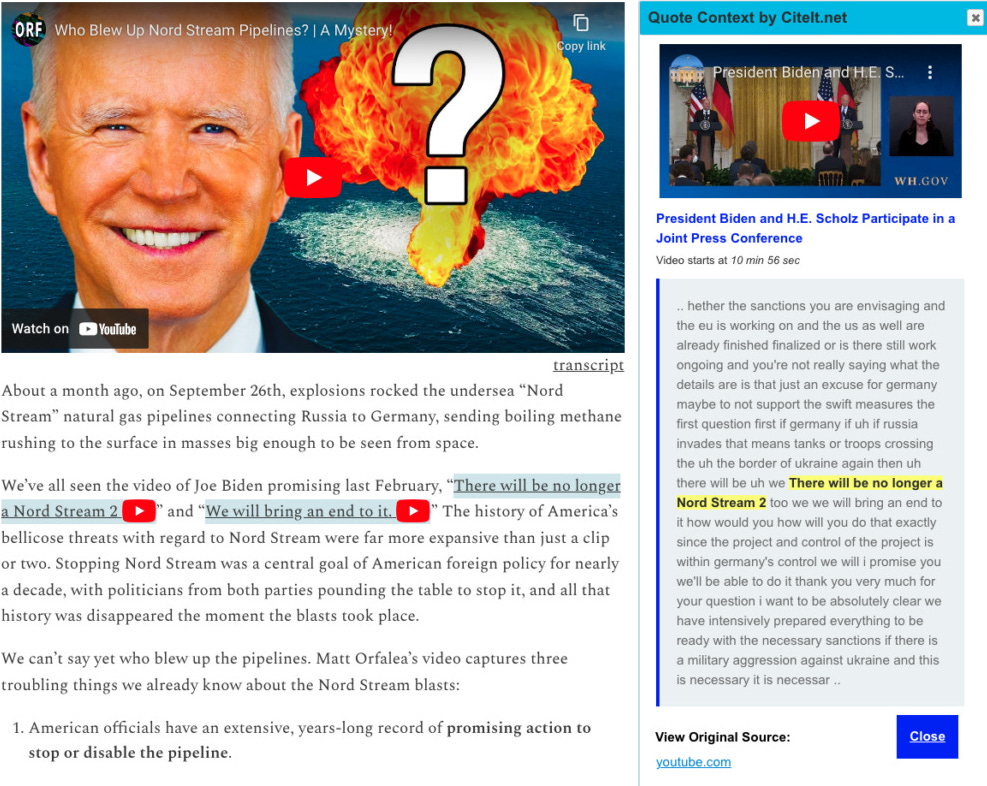 ORF
Who Blew Up Nord Stream Pipelines? | A Mystery!
Copy link
?
Watch on YouTube
transcript
About a month ago, on September 26th, explosions rocked the undersea “Nord
Stream” natural gas pipelines connecting Russia to Germany, sending boiling methane
rushing to the surface in masses big enough to be seen from space.
We’ve all seen the video of Joe Biden promising last February, “There will be no longer
a Nord Stream 2” and “We will bring an end to it.” The history of America’s
bellicose threats with regard to Nord Stream were far more expansive than just a clip
or two. Stopping Nord Stream was a central goal of American foreign policy for nearly
a decade, with politicians from both parties pounding the table to stop it, and all that
history was disappeared the moment the blasts took place.
We can’t say yet who blew up the pipelines. Matt Orfalea’s video captures three
troubling things we already know about the Nord Stream blasts:
1. American officials have an extensive, years-long record of promising action to
stop or disable the pipeline.
Quote Context by CiteIt.net
President Biden and H.E. S...
WH.GOV
President Biden and H.E. Scholz Participate in a
Joint Press Conference
Video starts at 10 min 56 sec
.. hether the sanctions you are envisaging and
the eu is working on and the us as well are
already finished finalized or is there still work
ongoing and you're not really saying what the
details are is that just an excuse for germany
maybe to not support the swift measures the
first question first if germany if uh if russia
invades that means tanks or troops crossing
the uh the border of ukraine again then uh
there will be uh we There will be no longer a
Nord Stream 2 too we we will bring an end to
it how would you how will you do that exactly
since the project and control of the project is
within germany's control we will i promise you
we'll be able to do it thank you very much for
your question i want to be absolutely clear we
have intensively prepared everything to be
ready with the necessary sanctions if there is
a military aggression against ukraine and this
is necessary it is necessar ..
View Original Source:
youtube.com
Close